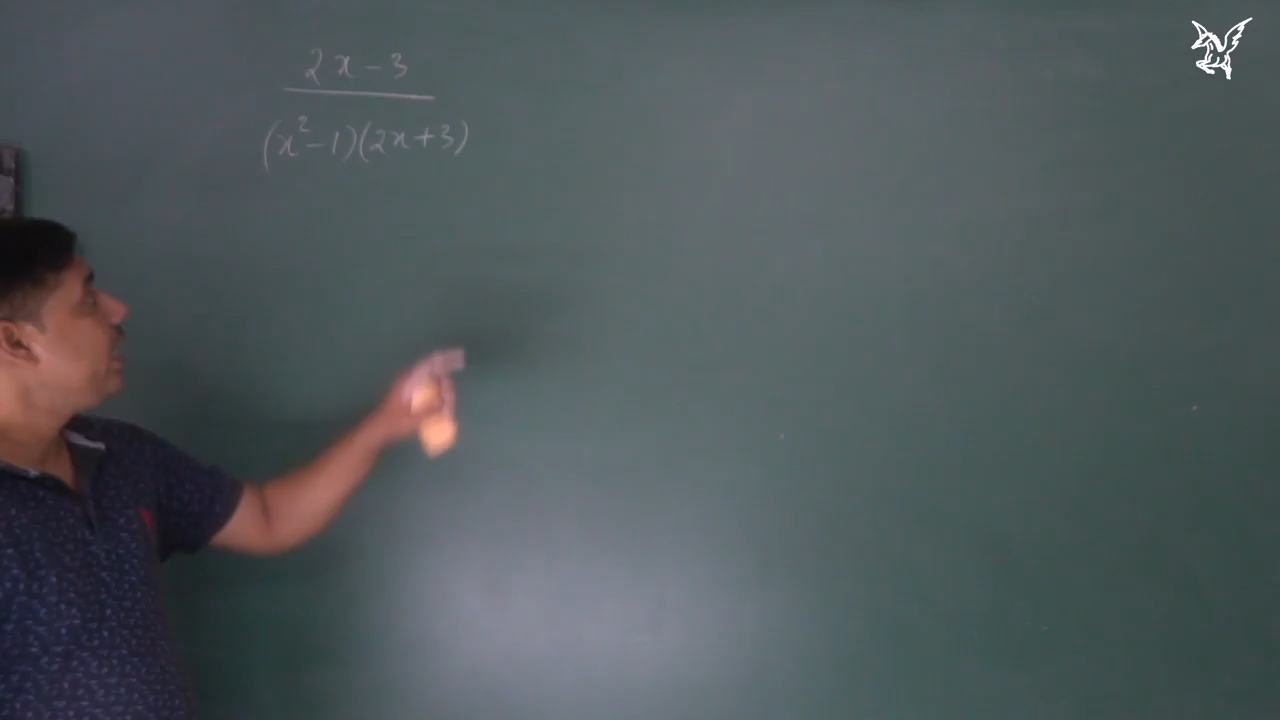 2x - 3
(x² - 1)(2x + 3)